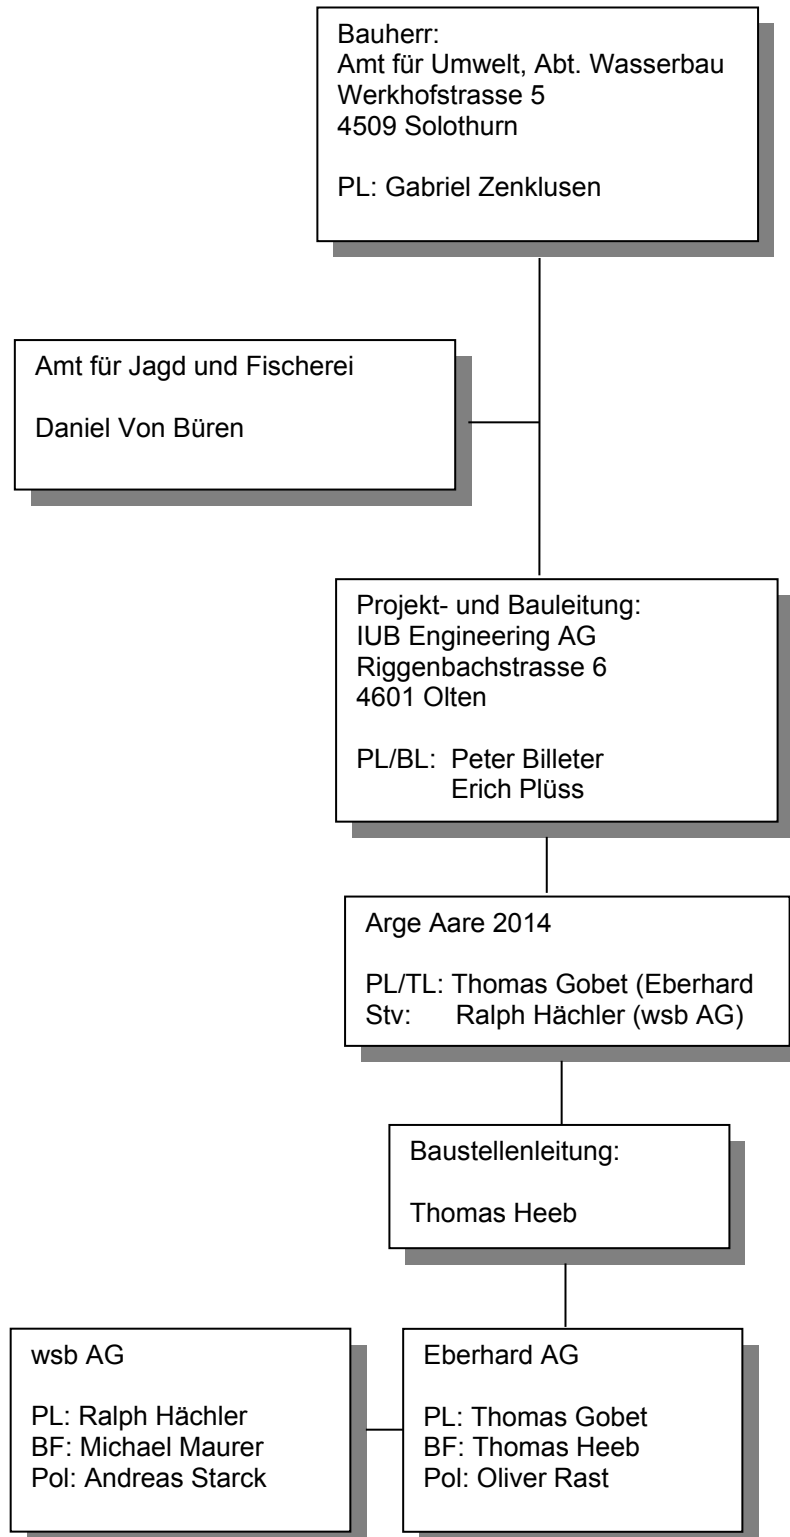 Bauherr:
Amt für Umwelt, Abt. Wasserbau
Werkhofstrasse 5
4509 Solothurn
PL: Gabriel Zenklusen
Amt für Jagd und Fischerei
Daniel Von Büren
Projekt- und Bauleitung:
IUB Engineering AG
Riggenbachstrasse 6
4601 Olten
PL/BL: Peter Billeter
Erich Plüss
Arge Aare 2014
PL/TL: Thomas Gobet (Eberhard
Stv: Ralph Hächler (wsb AG)
Baustellenleitung:
Thomas Heeb
wsb AG
PL: Ralph Hächler
BF: Michael Maurer
Pol: Andreas Starck
Eberhard AG
PL: Thomas Gobet
BF: Thomas Heeb
Pol: Oliver Rast